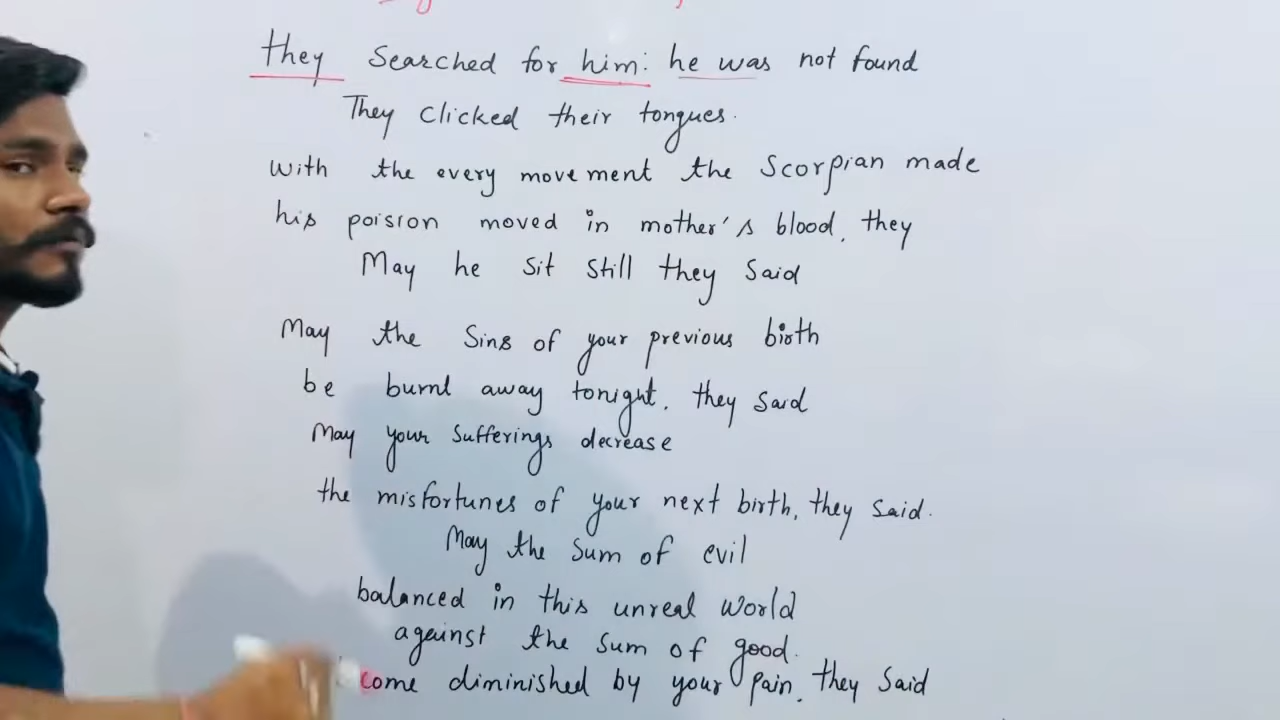 they Searched for him: he was not found
They clicked their tongues.
with the every movement the Scorpian made
his poision moved in mother's blood, they
May he sit still they said
May the Sins of your previous birth
be burnt away tonight, they said
May your Sufferings decrease
the misfortunes of your next birth, they said.
May the sum of evil
balanced in this unreal world
against the sum of good.
come diminished by your pain, they said